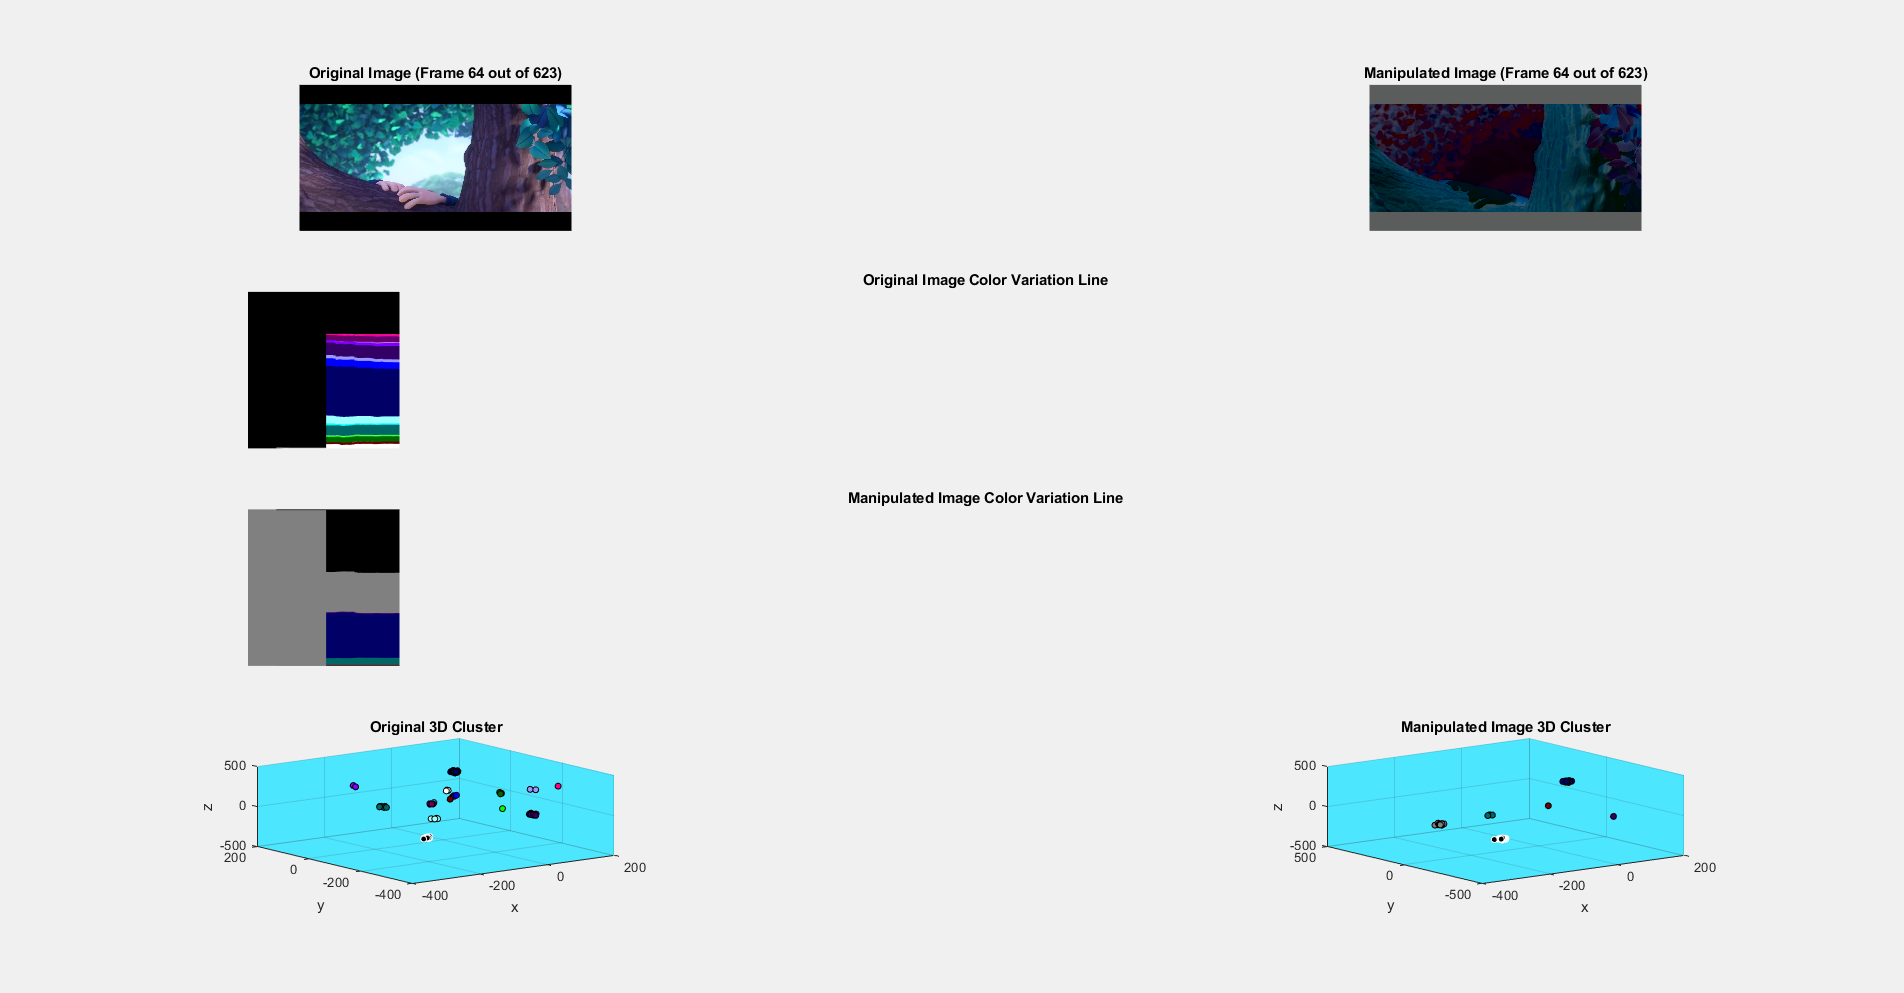 Original Image (Frame 64 out of 623)
Manipulated Image (Frame 64 out of 623)
Original Image Color Variation Line
Manipulated Image Color Variation Line
Original 3D Cluster
500
0
-500
z
200
0
-200
-400
y
-400
-200
0
200
x
Manipulated Image 3D Cluster
500
0
-500
z
500
0
-500
y
-400
-200
0
200
x